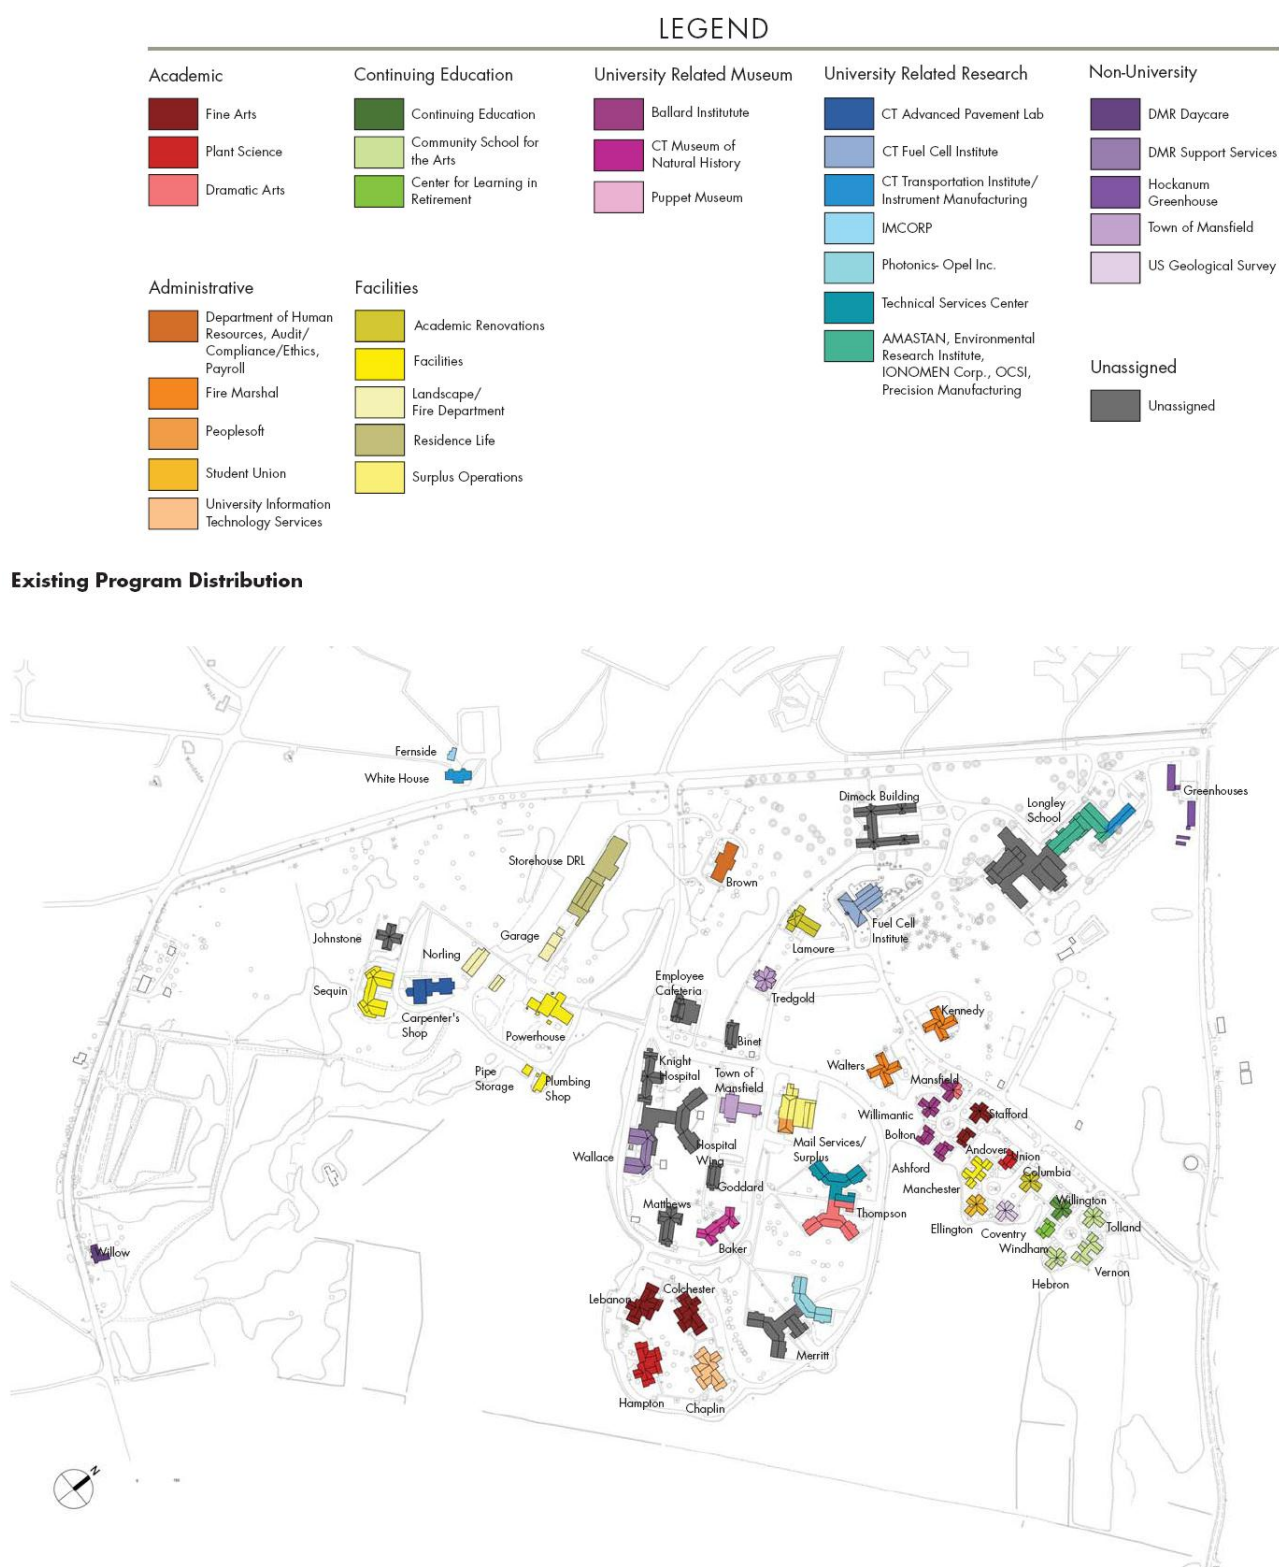 LEGEND
Academic
Fine Arts
Plant Science
Dramatic Arts
Continuing Education
Continuing Education
Community School for
the Arts
Center for Learning in
Retirement
University Related Museum
Ballard Institutute
CT Museum of
Natural History
Puppet Museum
University Related Research
CT Advanced Pavement Lab
CT Fuel Cell Institute
CT Transportation Institute/
Instrument Manufacturing
IMCORP
Photonics- Opel Inc.
Technical Services Center
AMASTAN, Environmental
Research Institute,
IONOMEN Corp., OCSI,
Precision Manufacturing
Non-University
DMR Daycare
DMR Support Services
Hockanum
Greenhouse
Town of Mansfield
US Geological Survey
Administrative
Department of Human
Resources, Audit/
Compliance/Ethics,
Payroll
Fire Marshal
Peoplesoft
Student Union
University Information
Technology Services
Facilities
Academic Renovations
Facilities
Landscape/
Fire Department
Residence Life
Surplus Operations
Unassigned
Unassigned
Existing Program Distribution
Fernside
White House
Greenhouses
Dimock Building
Longley
School
Storehouse DRL
Brown
Fuel Cell
Institute
Lamoure
Johnstone
Garage
Norling
Sequin
Employee
Cafeteria
Tredgold
Carpenter's
Shop
Powerhouse
Kennedy
Binet
Pipe
Storage
Plumbing
Shop
Knight
Hospital
Town of
Mansfield
Walters
Mansfield
Willimantic
Stafford
Bolton
Mail Services/
Surplus
Hospital
Wing
Wallace
Andover
Union
Ashford
Columbia
Goddard
Manchester
Matthews
Thompson
Willington
Ellington
Coventry
Tolland
Windham
Baker
Willow
Vernon
Hebron
Lebanon
Colchester
Merritt
Hampton
Chaplin
N